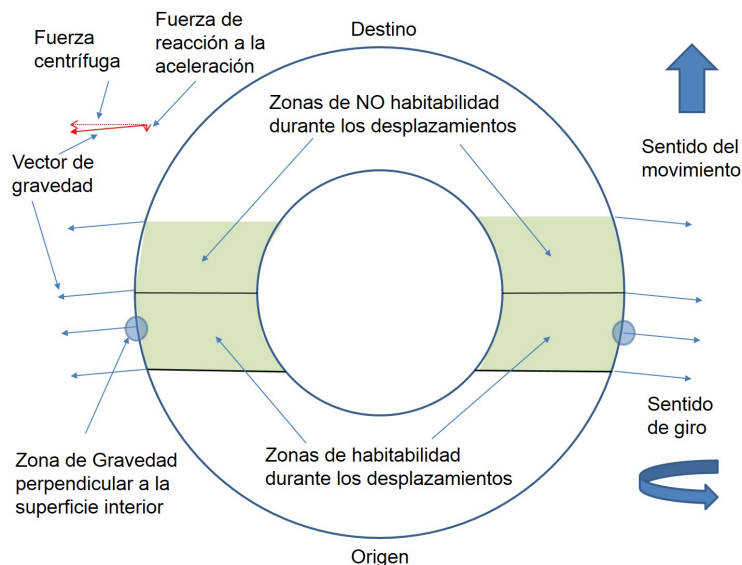 Fuerza
centrífuga
Fuerza de
reacción a la
aceleración
Destino
Zonas de NO habitabilidad
durante los desplazamientos
Sentido del
movimiento
Vector de
gravedad
Sentido
de giro
Zona de Gravedad
perpendicular a la
superficie interior
Zonas de habitabilidad
durante los desplazamientos
Origen